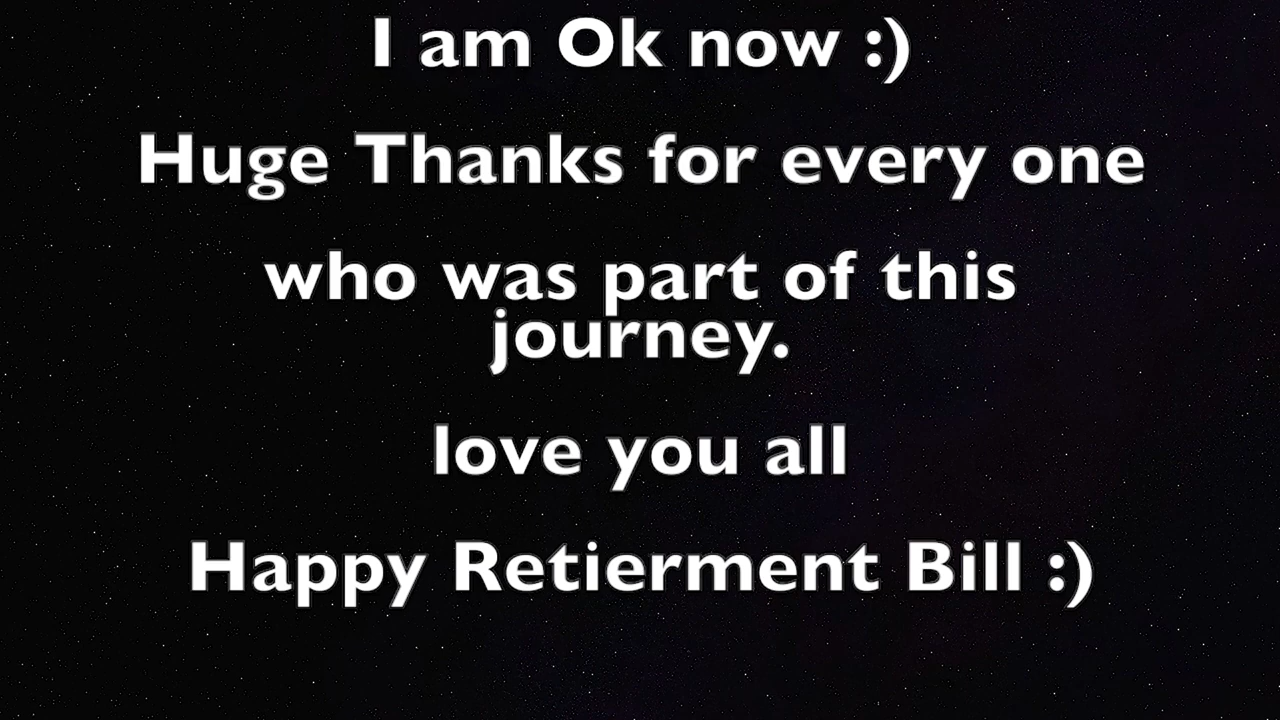 I am Ok now :)
Huge Thanks for every one
who was part of this
journey.
love you all
Happy Retierment Bill :)